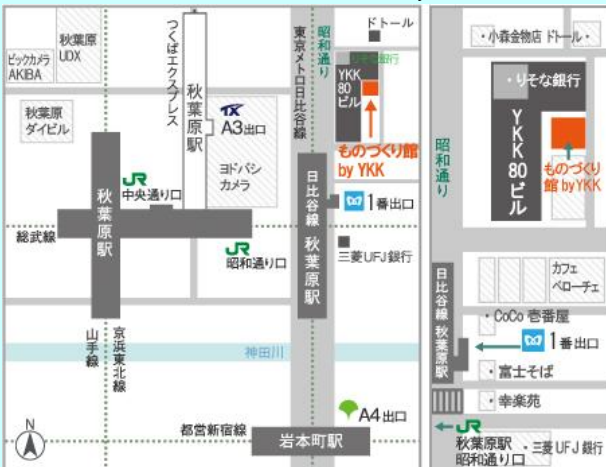 ビックカメラ
AKIBA
秋葉原
UDX
秋葉原
ダイビル
つくばエクスプレス
秋葉原駅
TX
A3出口
ヨドバシ
カメラ
東京メトロ日比谷線
昭和通り
ドトール
りそな銀行
YKK
80
ビル
ものづくり館
by YKK
JR
中央通り口
秋葉原駅
総武線
JR
昭和通り口
日比谷線 秋葉原駅
1番出口
三菱UFJ銀行
山手線
京浜東北線
神田川
N
都営新宿線
岩本町駅
A4出口
・小森金物店
ドトール・
・りそな銀行
YKK80ビル
ものづくり
館 by YKK
昭和通り
カフェ
ベローチェ
日比谷線 秋葉原駅
・CoCo 壱番屋
1番出口
・富士そば
・幸楽苑
JR
秋葉原駅
昭和通り口
・三菱 UFJ 銀行